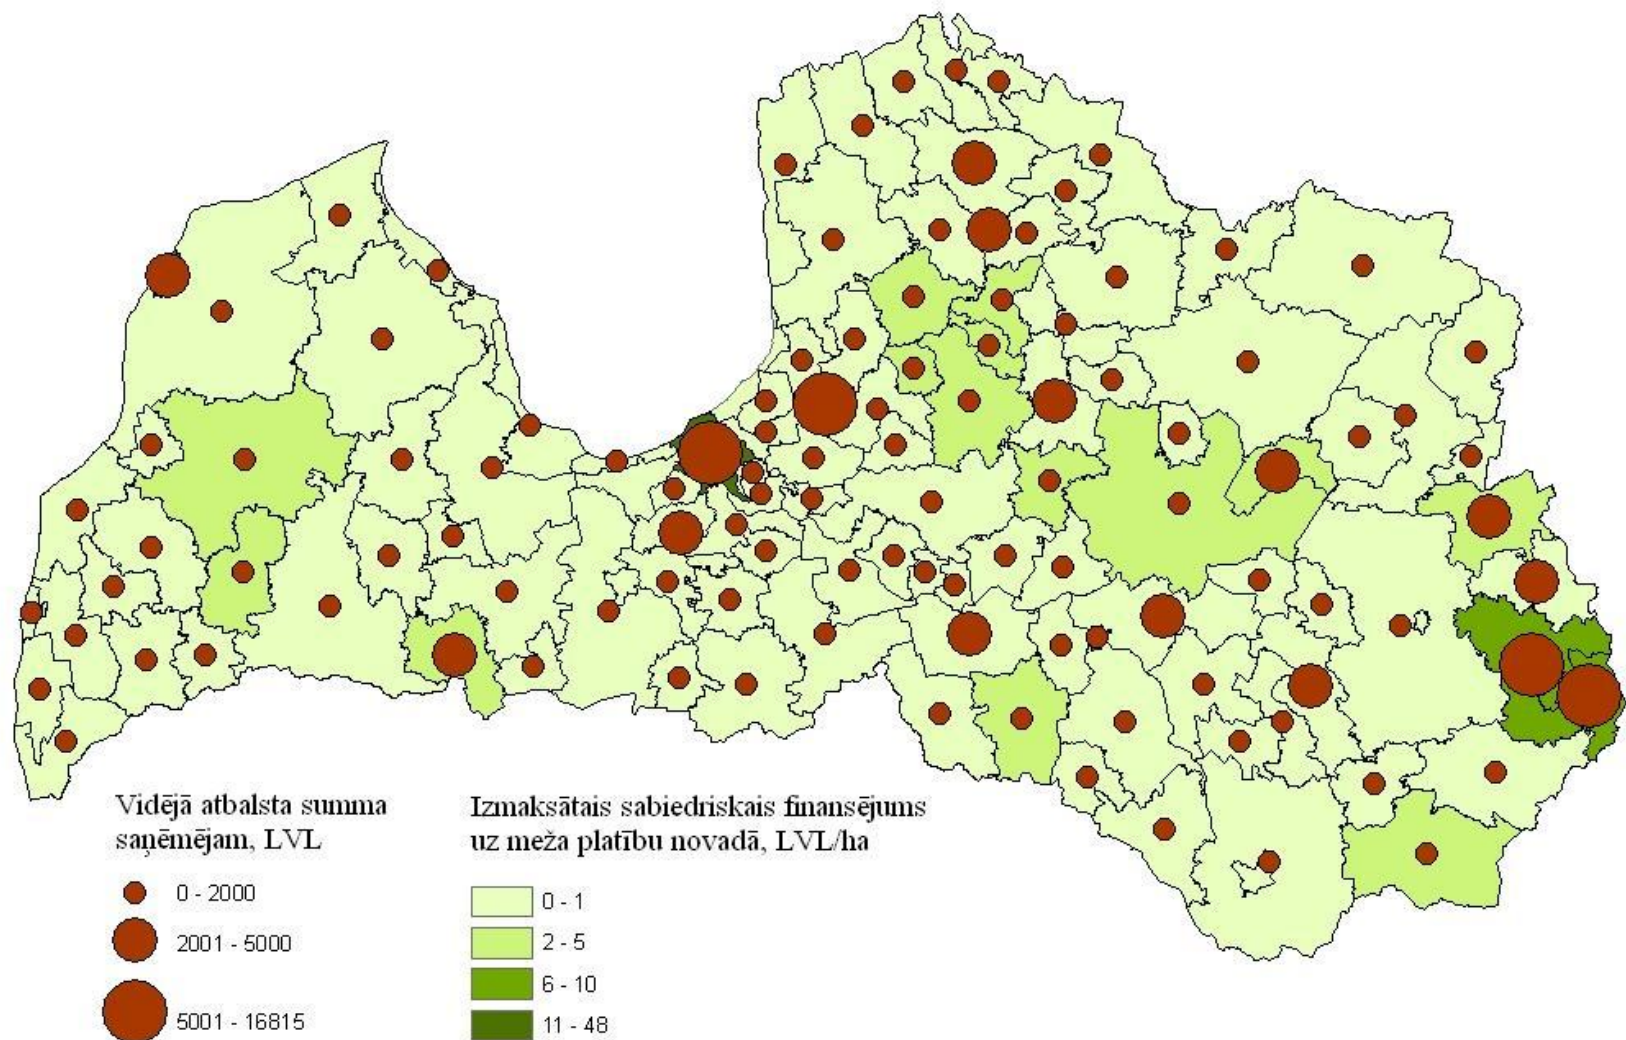 Vidējā atbalsta summa
saņēmējam, LVL
0 - 2000
2001 - 5000
5001 - 16815
Izmaksātais sabiedriskais finansējums
uz meža platību novadā, LVL/ha
0 - 1
2 - 5
6 - 10
11 - 48